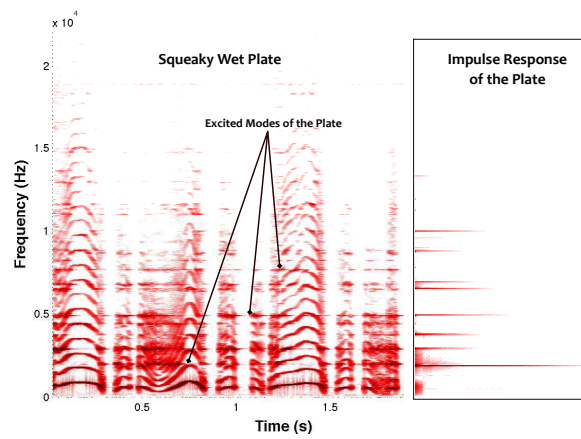 x 10⁴
Squeaky Wet Plate
Impulse Response
of the Plate
Excited Modes of the Plate
Frequency (Hz)
2
1.5
1
0.5
0
0.5
1
1.5
Time (s)